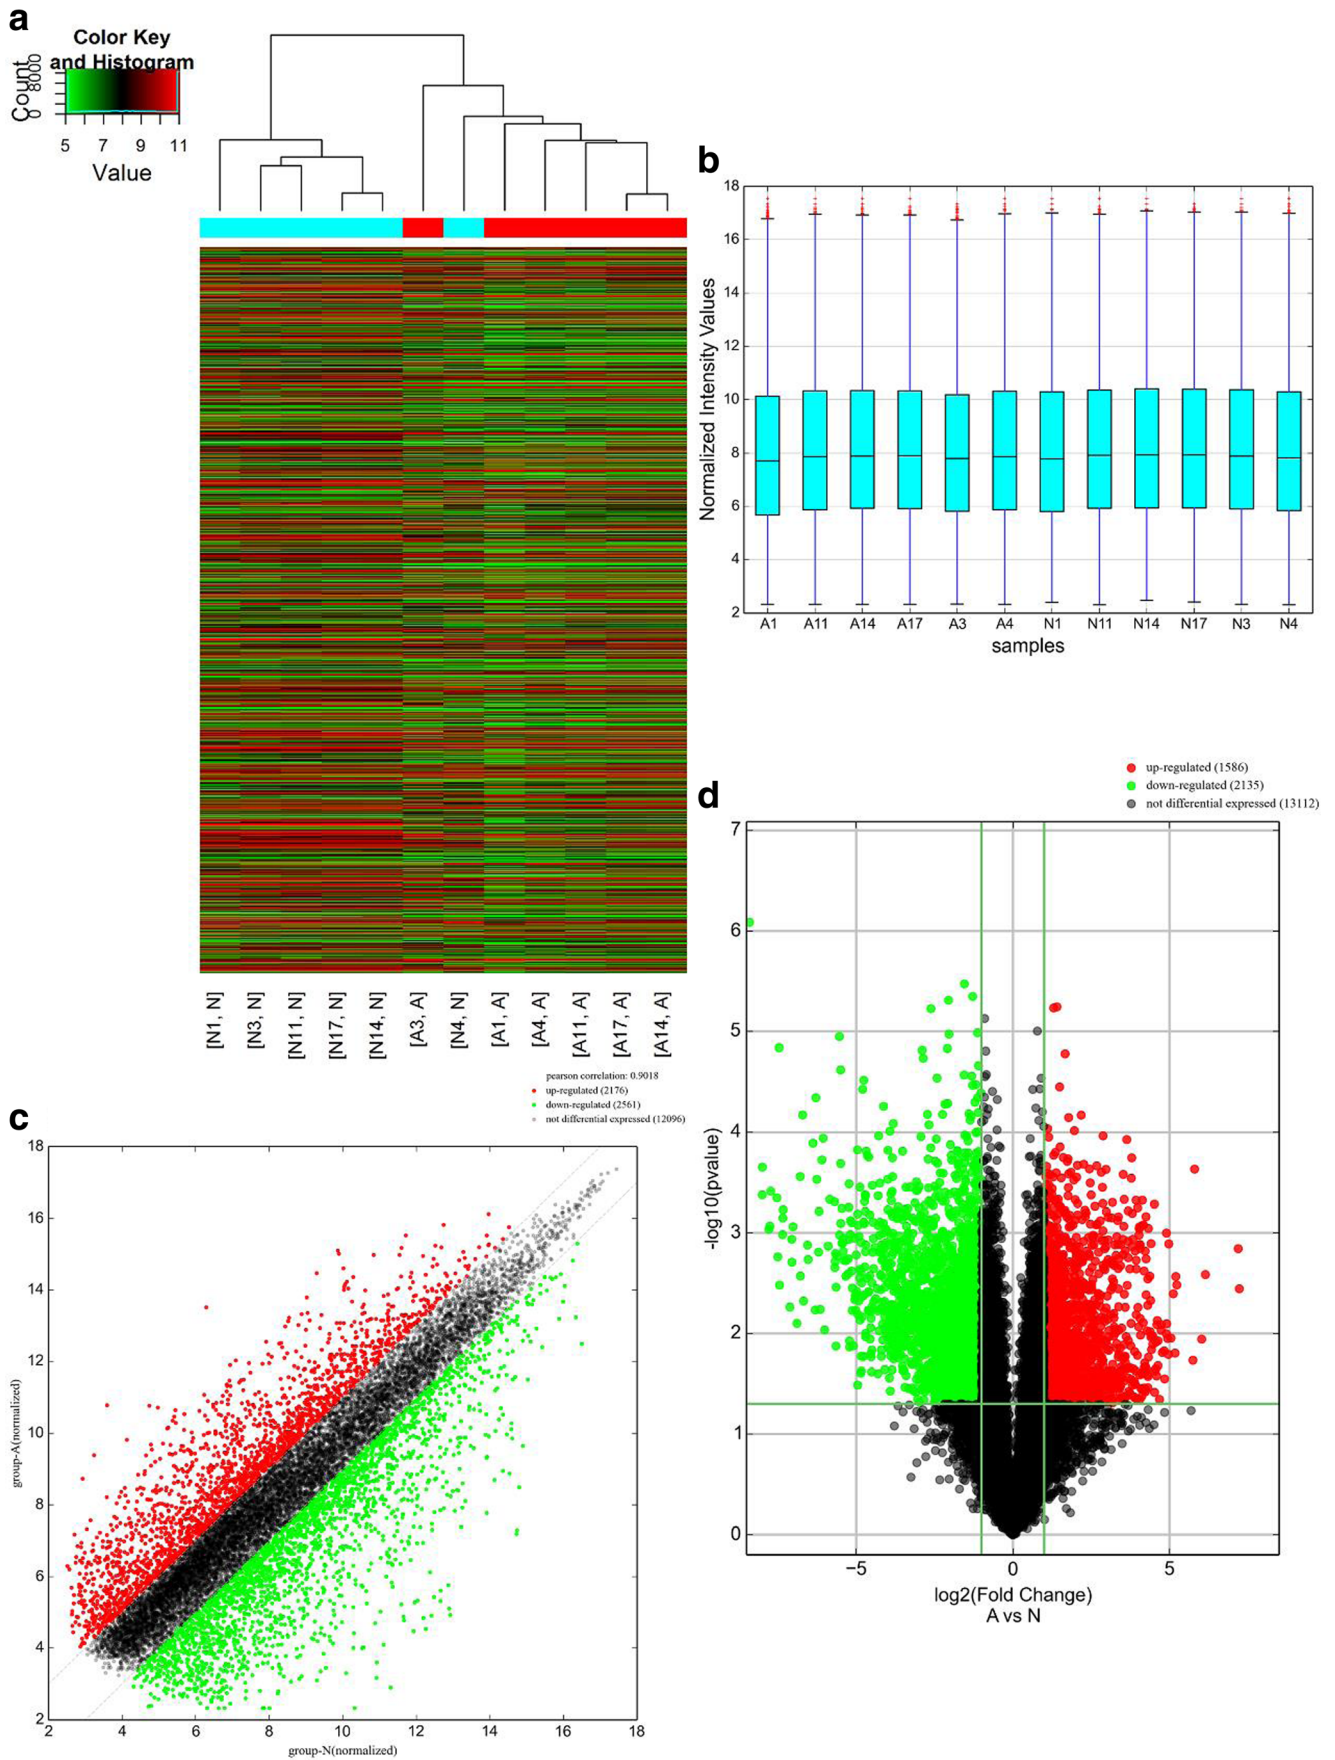 a
Color Key
and Histogram
Count
0 8000
5 7 9 11
Value
[N1, N]
[N3, N]
[N11, N]
[N17, N]
[N14, N]
[A3, A]
[N4, N]
[A1, A]
[A4, A]
[A11, A]
[A17, A]
[A14, A]
b
Normalized Intensity Values
18
16
14
12
10
8
6
4
2
A1 A11 A14 A17 A3 A4 N1 N11 N14 N17 N3 N4
samples
c
pearson correlation: 0.9018
up-regulated (2176)
down-regulated (2561)
not differential expressed (12096)
group-A(normalized)
18
16
14
12
10
8
6
4
2
2 4 6 8 10 12 14 16 18
group-N(normalized)
d
up-regulated (1586)
down-regulated (2135)
not differential expressed (13112)
-log10(pvalue)
7
6
5
4
3
2
1
0
−5 0 5
log2(Fold Change)
A vs N